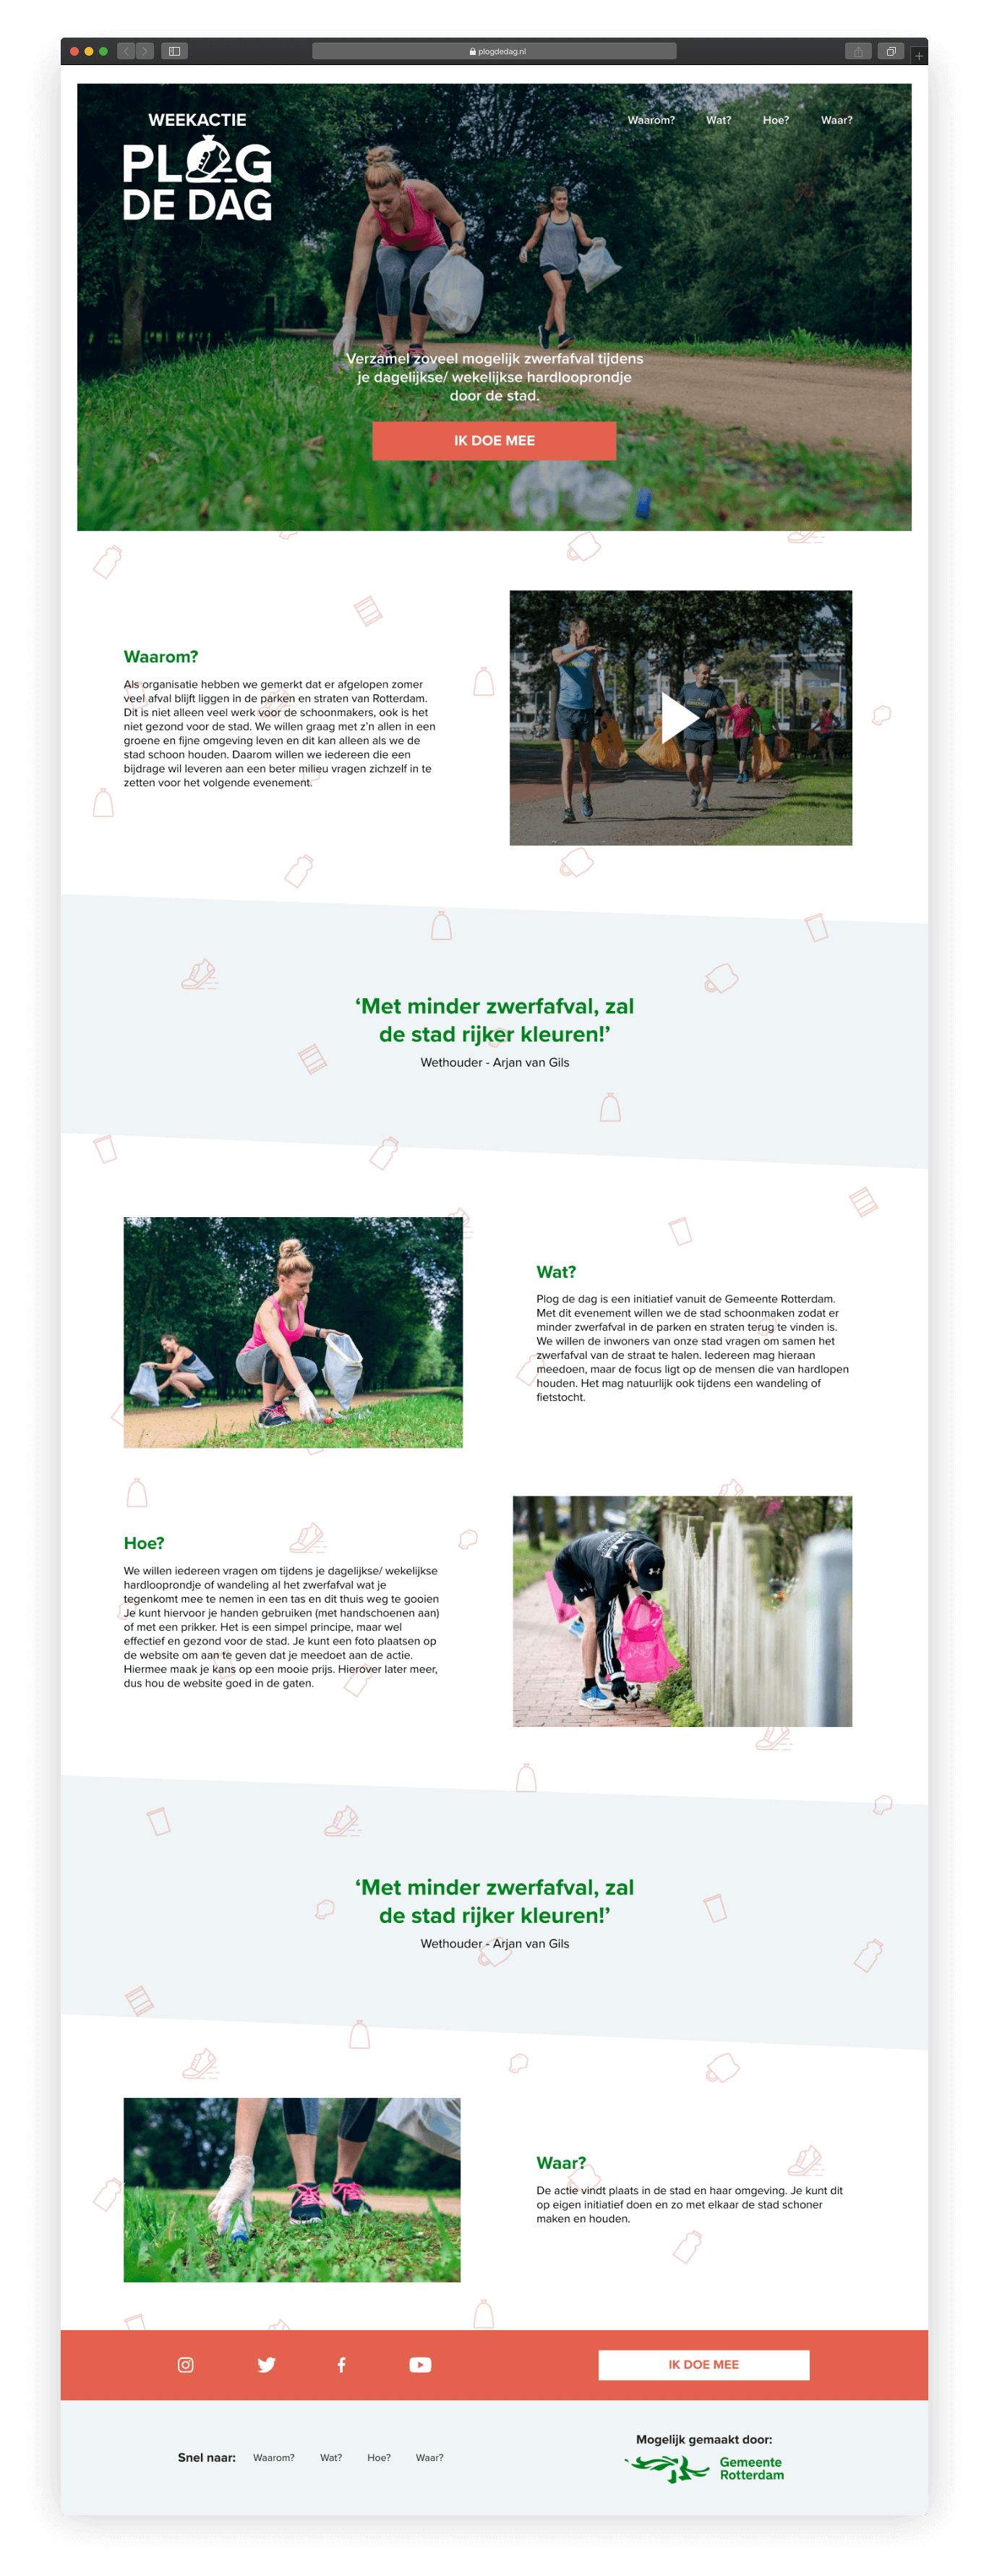 plogdedag.nl
WEEKACTIE
PLOG
DE DAG
Waarom? Wat? Hoe? Waar?
Verzamel zoveel mogelijk zwerfafval tijdens
je dagelijkse/ wekelijkse hardlooprondje
door de stad.
IK DOE MEE
Waarom?
Als organisatie hebben we gemerkt dat er afgelopen zomer
veel afval blijft liggen in de parken en straten van Rotterdam.
Dit is niet alleen veel werk voor de schoonmakers, ook is het
niet gezond voor de stad. We willen graag met z'n allen in een
groene en fijne omgeving leven en dit kan alleen als we de
stad schoon houden. Daarom willen we iedereen die een
bijdrage wil leveren aan een beter milieu vragen zichzelf in te
zetten voor het volgende evenement.
‘Met minder zwerfafval, zal
de stad rijker kleuren!’
Wethouder - Arjan van Gils
Wat?
Plog de dag is een initiatief vanuit de Gemeente Rotterdam.
Met dit evenement willen we de stad schoonmaken zodat er
minder zwerfafval in de parken en straten terug te vinden is.
We willen de inwoners van onze stad vragen om samen het
zwerfafval van de straat te halen. Iedereen mag hieraan
meedoen, maar de focus ligt op de mensen die van hardlopen
houden. Het mag natuurlijk ook tijdens een wandeling of
fietstocht.
Hoe?
We willen iedereen vragen om tijdens je dagelijkse/ wekelijkse
hardlooprondje of wandeling al het zwerfafval wat je
tegenkomt mee te nemen in een tas en dit thuis weg te gooien
Je kunt hiervoor je handen gebruiken (met handschoenen aan)
of met een prikker. Het is een simpel principe, maar wel
effectief en gezond voor de stad. Je kunt een foto plaatsen op
de website om aan te geven dat je meedoet aan de actie.
Hiermee maak je kans op een mooie prijs. Hierover later meer,
dus hou de website goed in de gaten.
‘Met minder zwerfafval, zal
de stad rijker kleuren!’
Wethouder - Arjan van Gils
Waar?
De actie vindt plaats in de stad en haar omgeving. Je kunt dit
op eigen initiatief doen en zo met elkaar de stad schoner
maken en houden.
IK DOE MEE
Snel naar: Waarom? Wat? Hoe? Waar?
Mogelijk gemaakt door:
Gemeente
Rotterdam